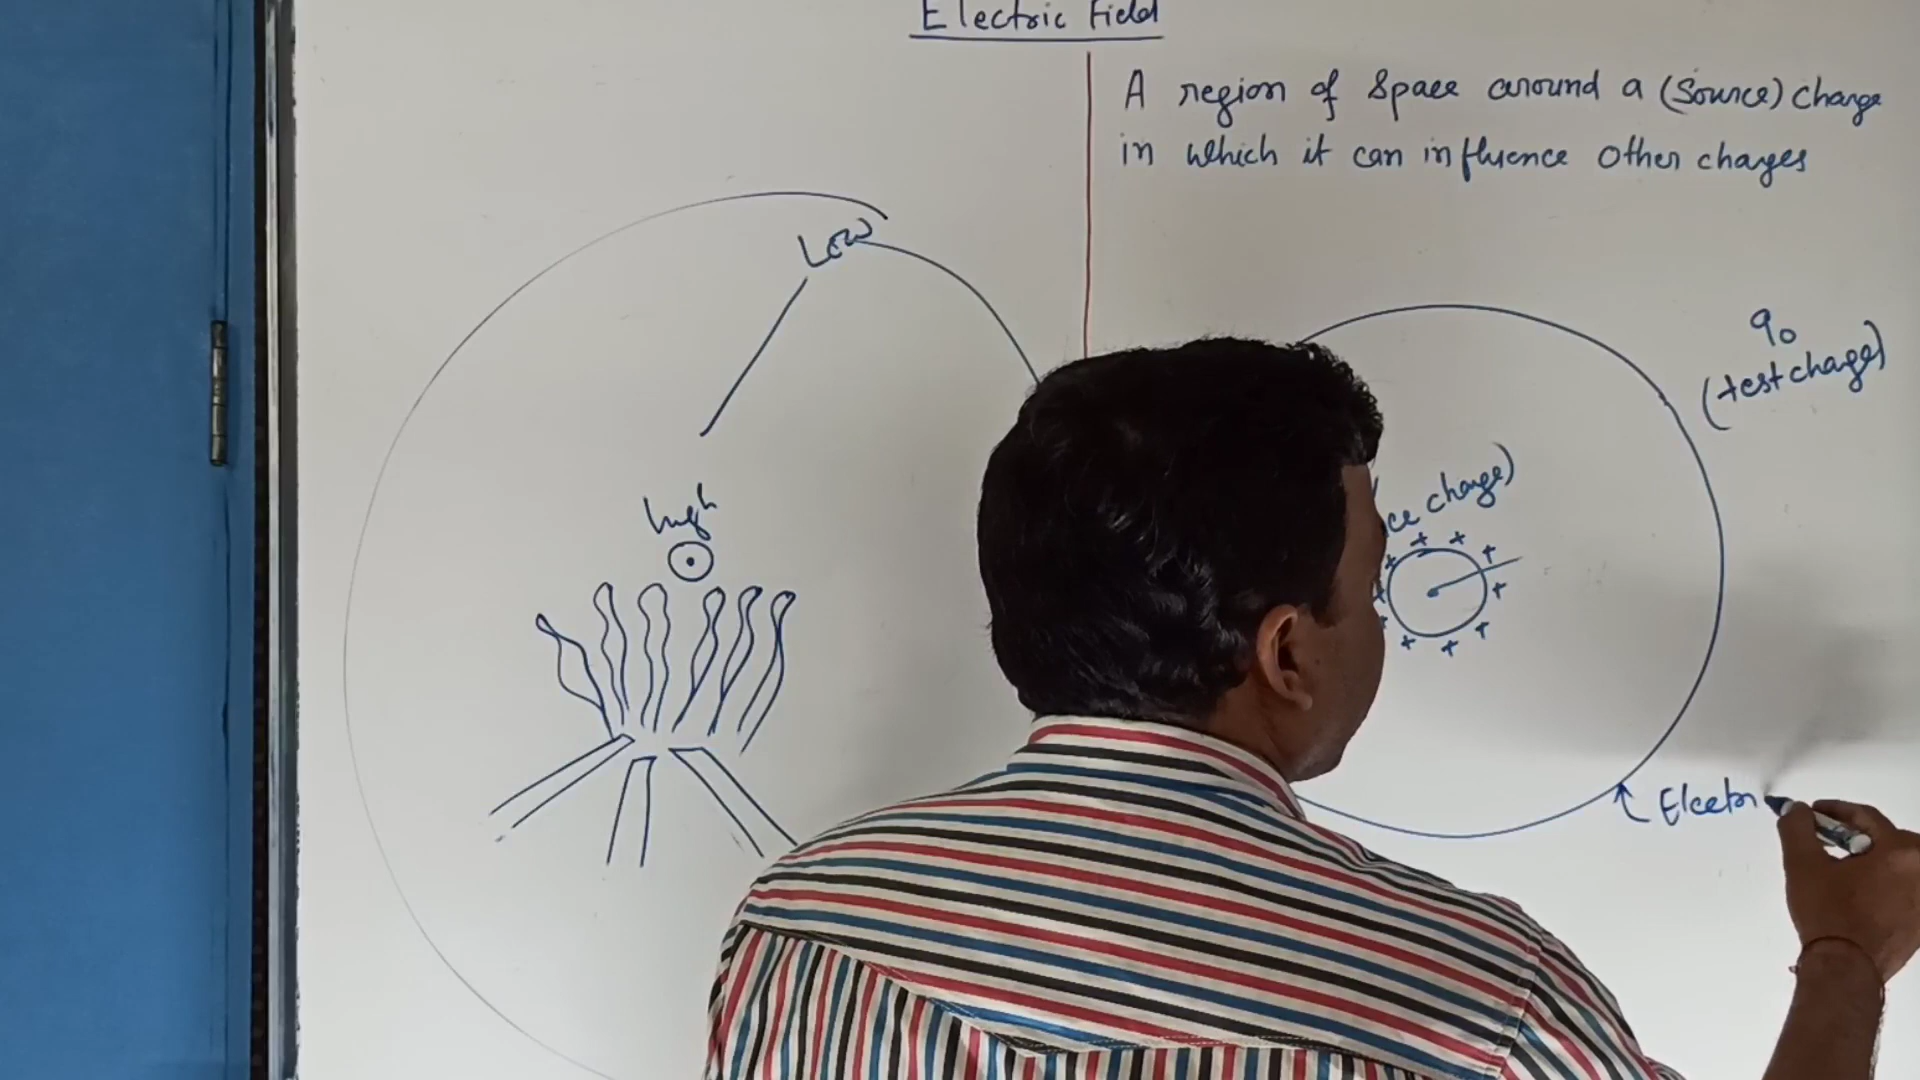 Electric Field
A region of space around a (Source) charge
in which it can influence other charges
Low
high
q0
(test charge)
ce charge)
Electri